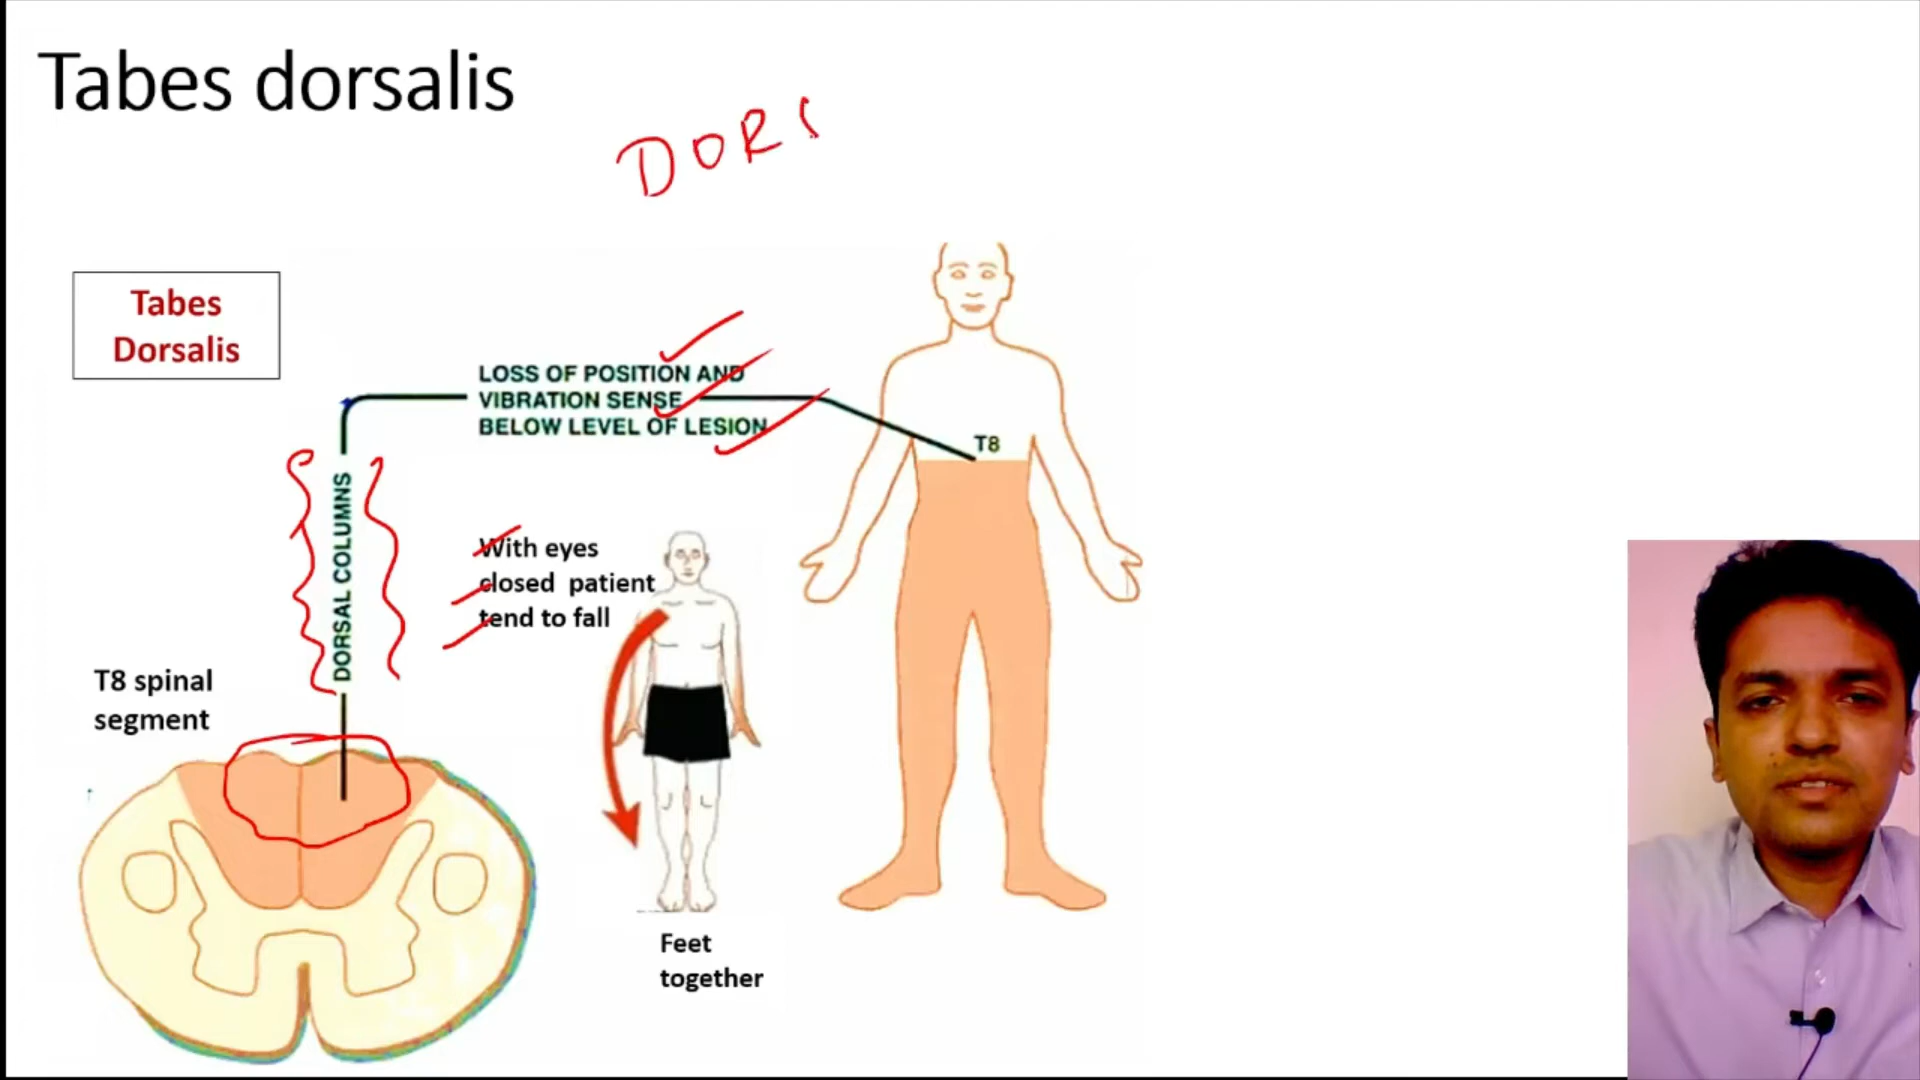 Tabes dorsalis
DORS
Tabes
Dorsalis
LOSS OF POSITION AND
VIBRATION SENSE
BELOW LEVEL OF LESION
T8
DORSAL COLUMNS
With eyes
closed patient
tend to fall
T8 spinal
segment
Feet
together